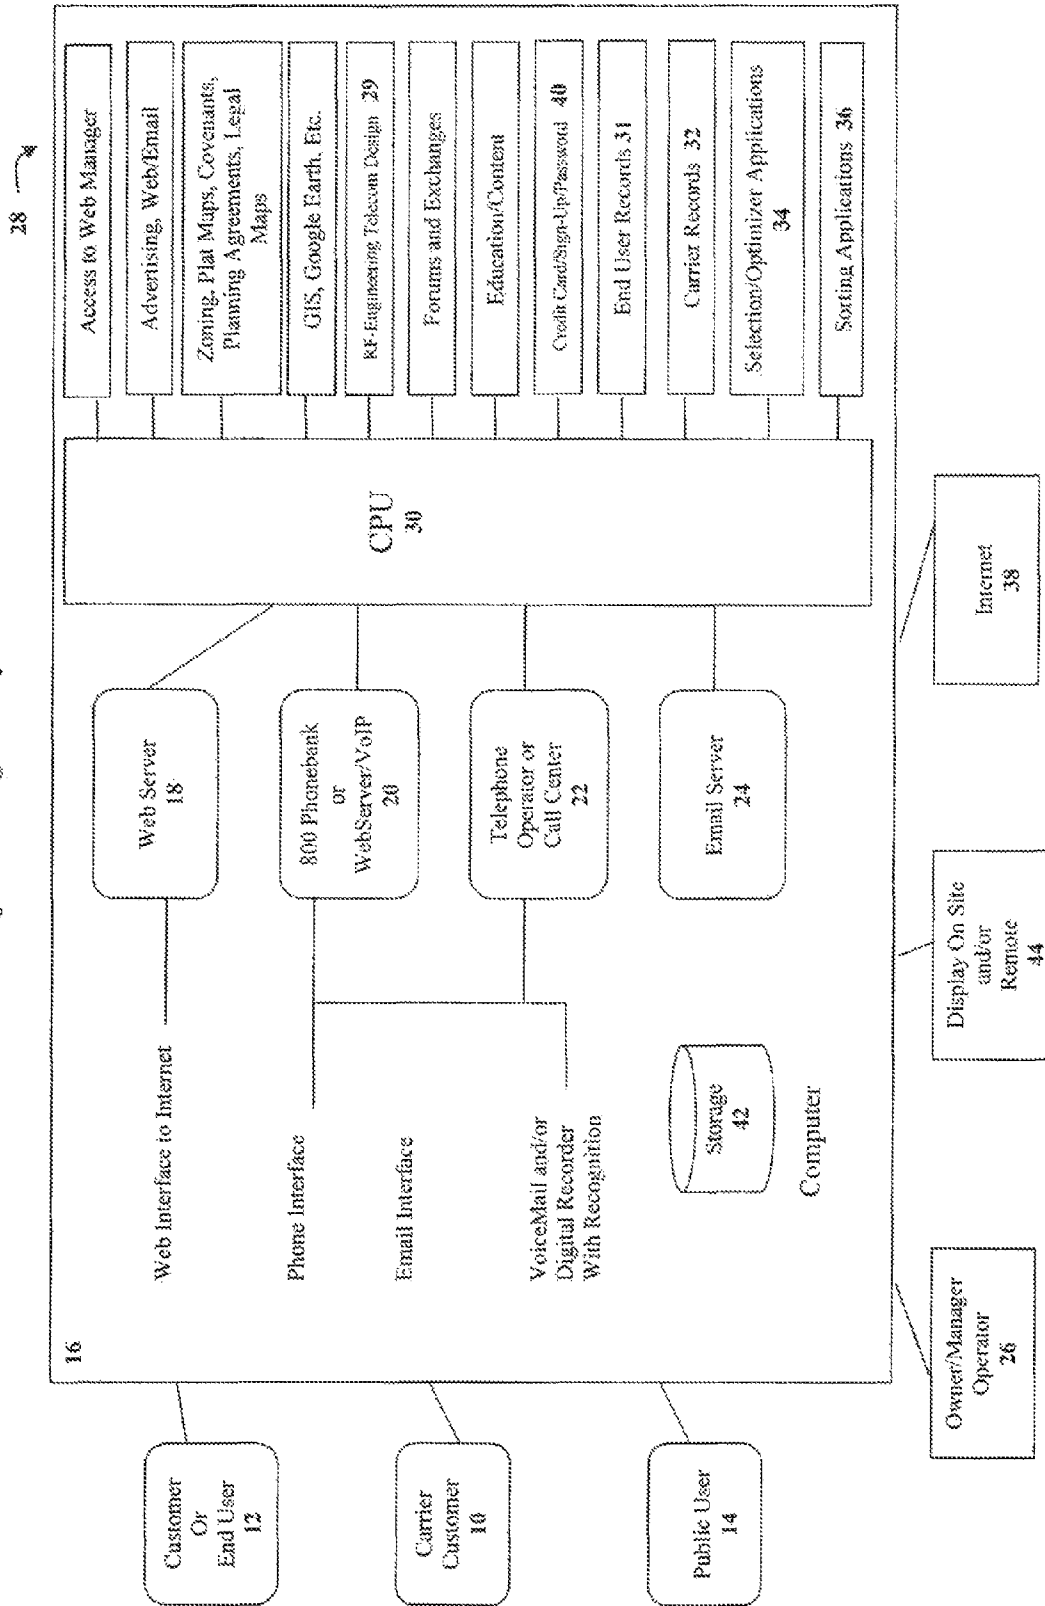 28
16
Customer
Or
End User
12
Carrier
Customer
10
Public User
14
Web Interface to Internet
Phone Interface
Email Interface
VoiceMail and/or
Digital Recorder
With Recognition
Storage
42
Computer
Web Server
18
800 Phonebank
or
WebServer/VoIP
20
Telephone
Operator or
Call Center
22
Email Server
24
CPU
30
Access to Web Manager
Advertising, Web/Email
Zoning, Plat Maps, Covenants,
Planning Agreements, Legal
Maps
GIS, Google Earth, Etc.
RF-Engineering Telecom Design 29
Forums and Exchanges
Education/Content
Credit Card/Sign-Up/Password 40
End User Records 31
Carrier Records 32
Selection/Optimizer Applications
34
Sorting Applications 36
Owner/Manager
Operator
26
Display On Site
and/or
Remote
44
Internet
38